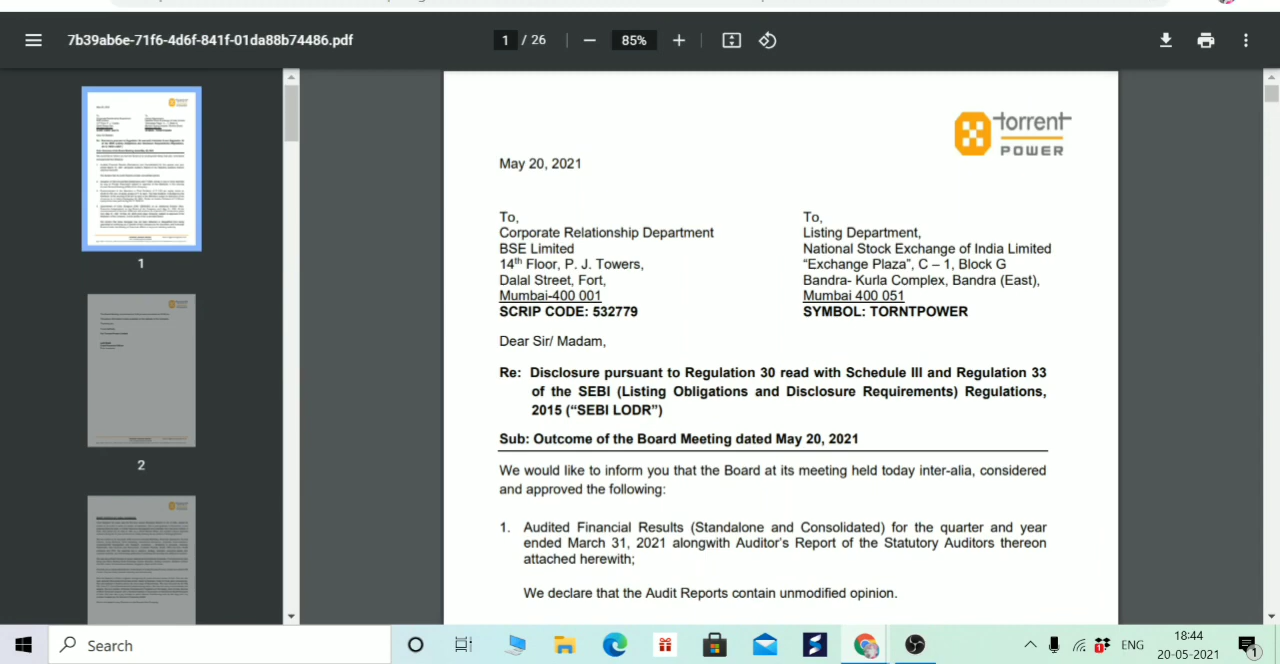 7b39ab6e-71f6-4d6f-841f-01da88b74486.pdf
1 / 26
85%
torrent
POWER
May 20, 2021
To,
Corporate Relationship Department
BSE Limited
14th Floor, P. J. Towers,
Dalal Street, Fort,
Mumbai-400 001
SCRIP CODE: 532779
To,
Listing Department,
National Stock Exchange of India Limited
“Exchange Plaza”, C – 1, Block G
Bandra- Kurla Complex, Bandra (East),
Mumbai 400 051
SYMBOL: TORNTPOWER
Dear Sir/ Madam,
Re: Disclosure pursuant to Regulation 30 read with Schedule III and Regulation 33
of the SEBI (Listing Obligations and Disclosure Requirements) Regulations,
2015 (“SEBI LODR”)
Sub: Outcome of the Board Meeting dated May 20, 2021
We would like to inform you that the Board at its meeting held today inter-alia, considered
and approved the following:
1. Audited Financial Results (Standalone and Consolidated) for the quarter and year
ended March 31, 2021 alongwith Auditor's Report of the Statutory Auditors thereon
attached herewith;
We declare that the Audit Reports contain unmodified opinion.
1
2
Search
ENG
18:44
20-05-2021
1
1